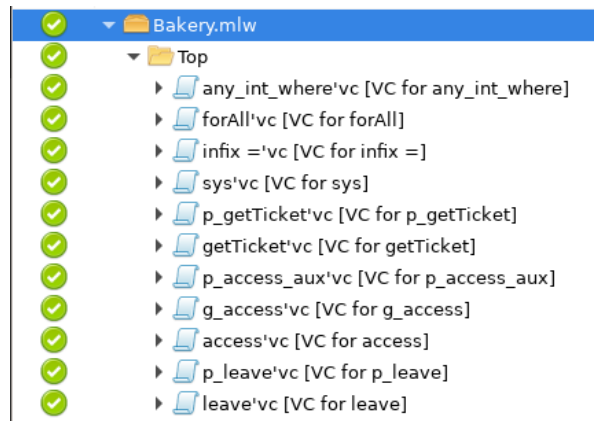 Bakery.mlw
Top
any_int_where'vc [VC for any_int_where]
forAll'vc [VC for forAll]
infix ='vc [VC for infix =]
sys'vc [VC for sys]
p_getTicket'vc [VC for p_getTicket]
getTicket'vc [VC for getTicket]
p_access_aux'vc [VC for p_access_aux]
g_access'vc [VC for g_access]
access'vc [VC for access]
p_leave'vc [VC for p_leave]
leave'vc [VC for leave]